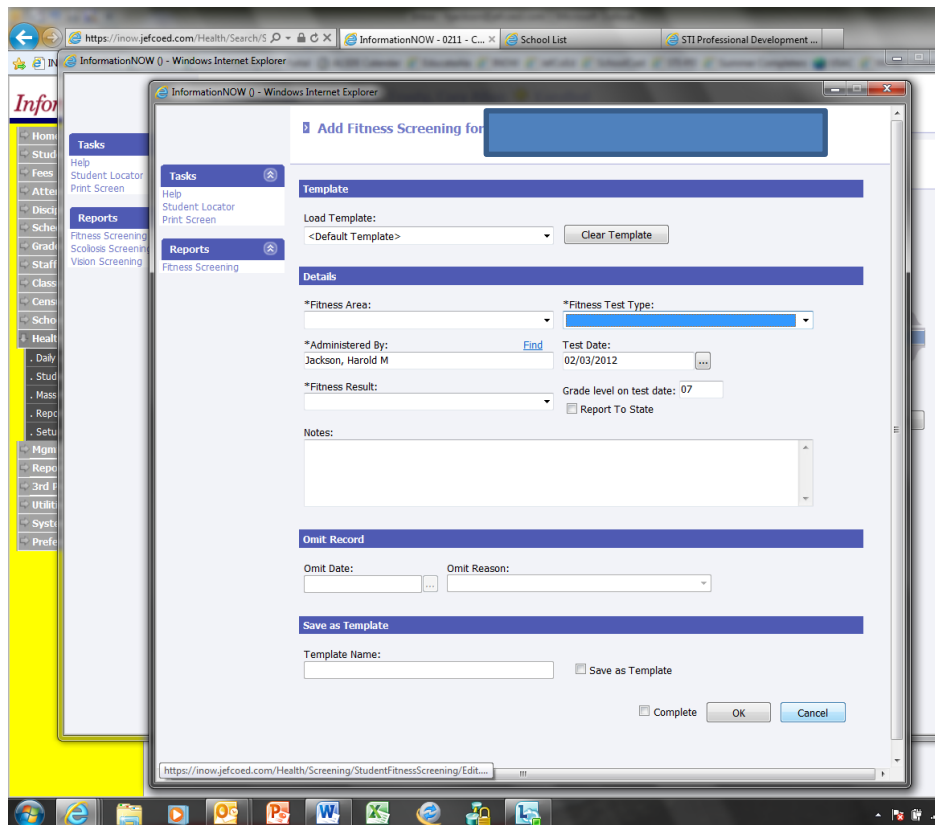 https://inow.jefcoed.com/Health/Search/S
InformationNOW - 0211 - C...
School List
STI Professional Development ...
IN
InformationNOW () - Windows Internet Explorer
Infor
Home
Stud
Fees
Atte
Discip
Sche
Grad
Staff
Class
Cens
Scho
Healt
. Daily
. Stud
. Mass
. Repo
. Setu
Mgm
Repo
3rd P
Utiliti
Syste
Prefe
Tasks
Help
Student Locator
Print Screen
Reports
Fitness Screening
Scoliosis Screening
Vision Screening
InformationNOW () - Windows Internet Explorer
Add Fitness Screening for
Tasks
Help
Student Locator
Print Screen
Reports
Fitness Screening
Template
Load Template:
<Default Template>
Clear Template
Details
*Fitness Area:
*Fitness Test Type:
*Administered By:
Find
Test Date:
Jackson, Harold M
02/03/2012
...
*Fitness Result:
Grade level on test date: 07
Report To State
Notes:
Omit Record
Omit Date:
Omit Reason:
...
Save as Template
Template Name:
Save as Template
Complete
OK
Cancel
https://inow.jefcoed.com/Health/Screening/StudentFitnessScreening/Edit....